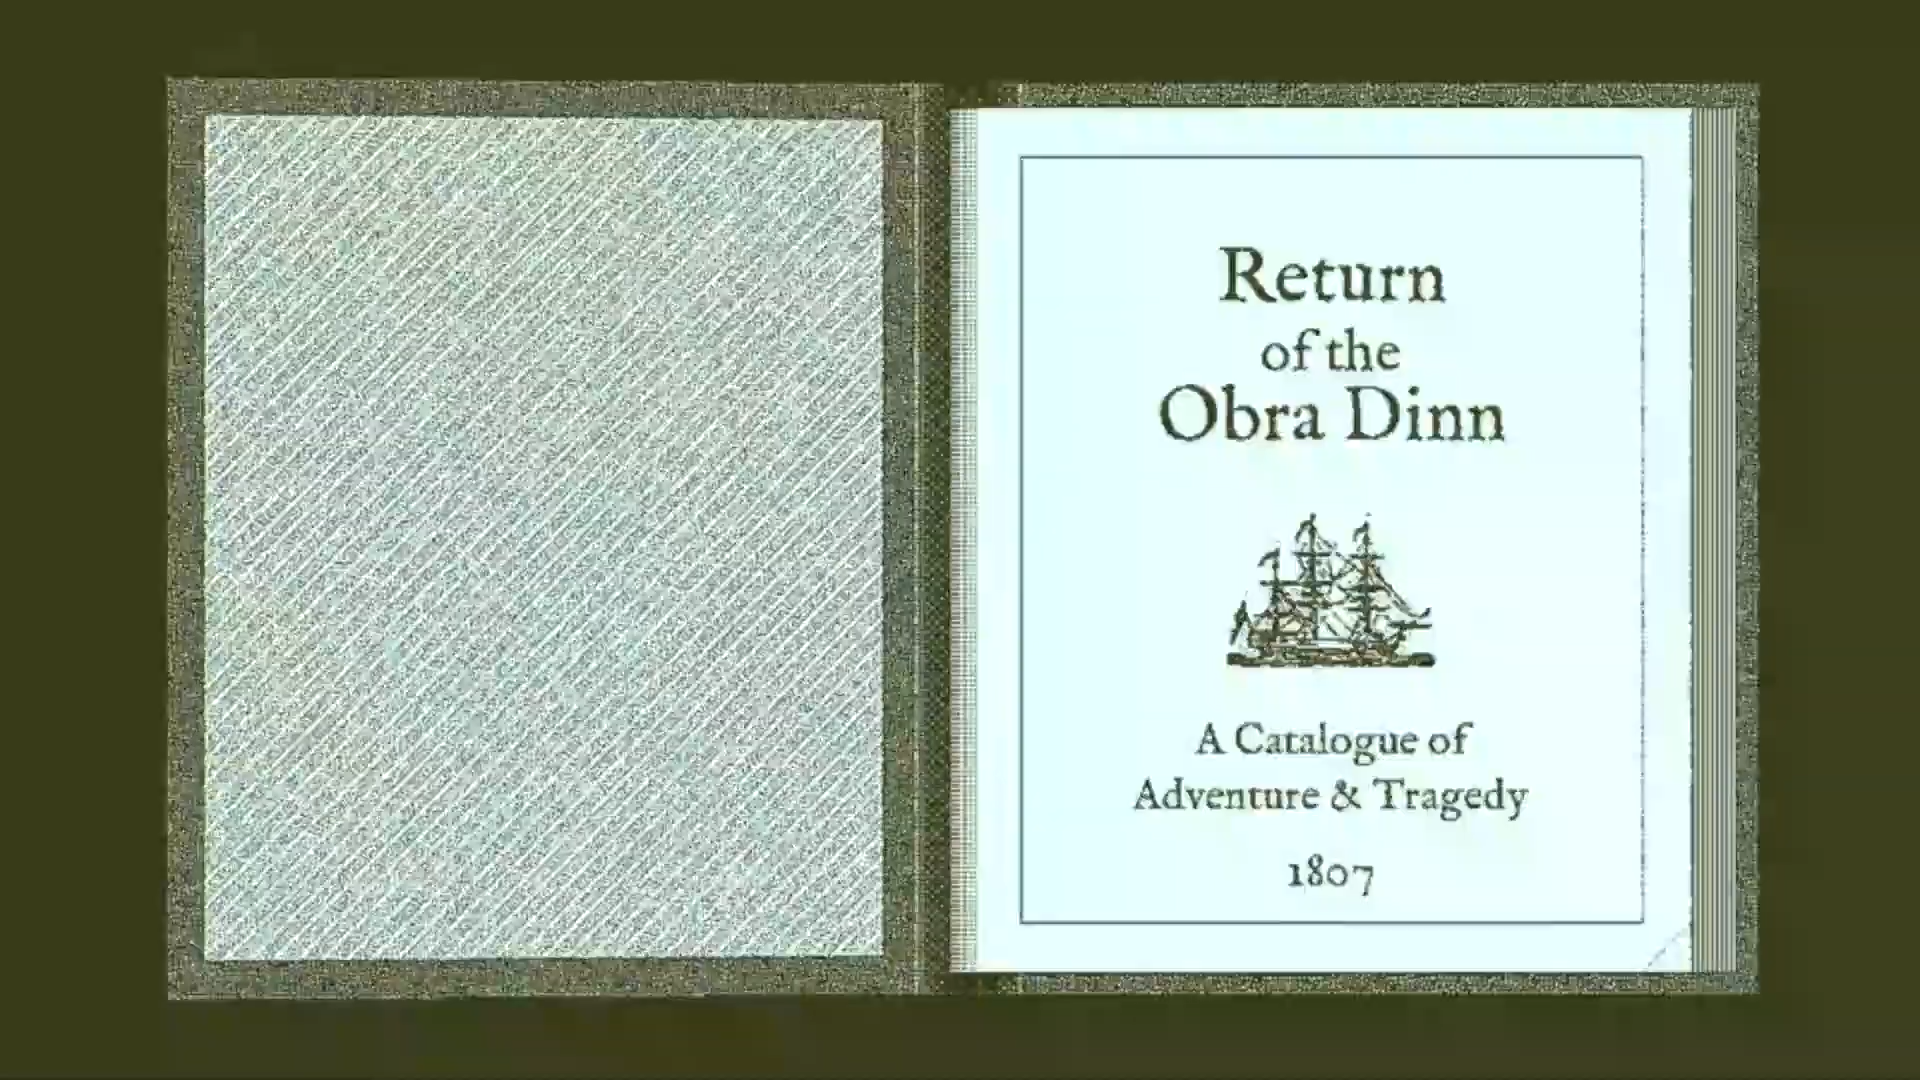 Return
of the
Obra Dinn
A Catalogue of
Adventure & Tragedy
1807